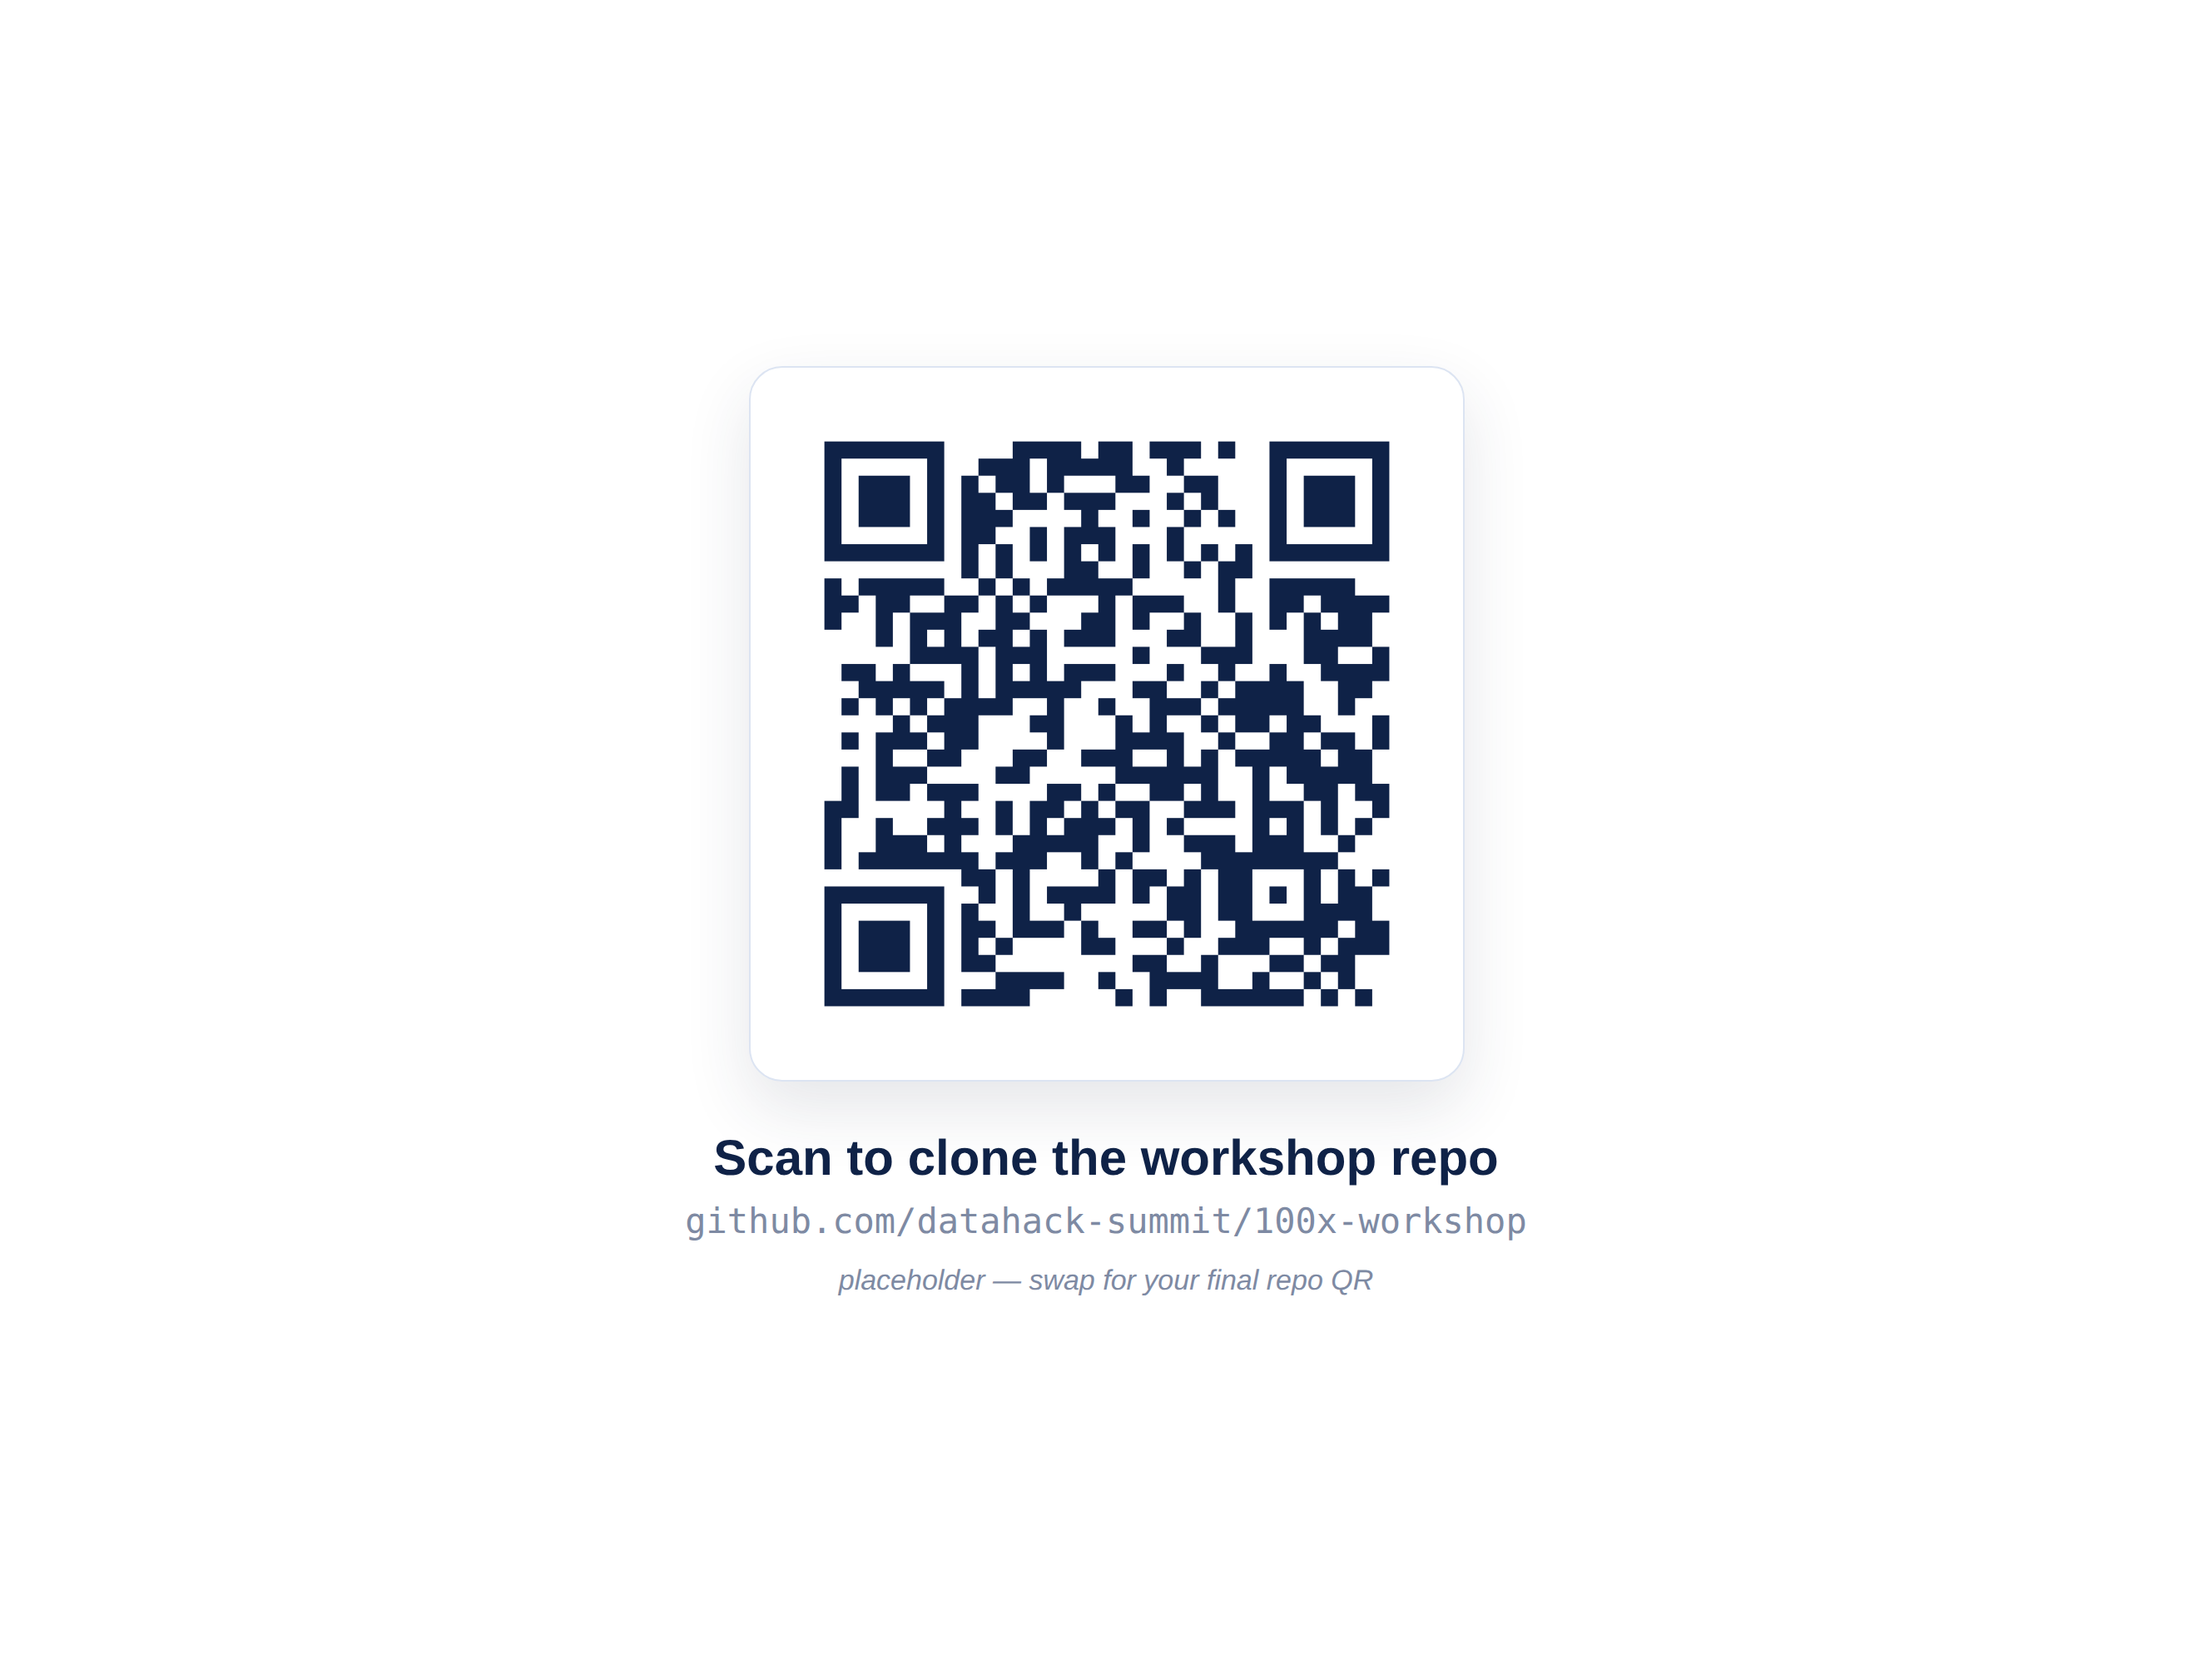 Scan to clone the workshop repo
github.com/datahack-summit/100x-workshop
placeholder — swap for your final repo QR